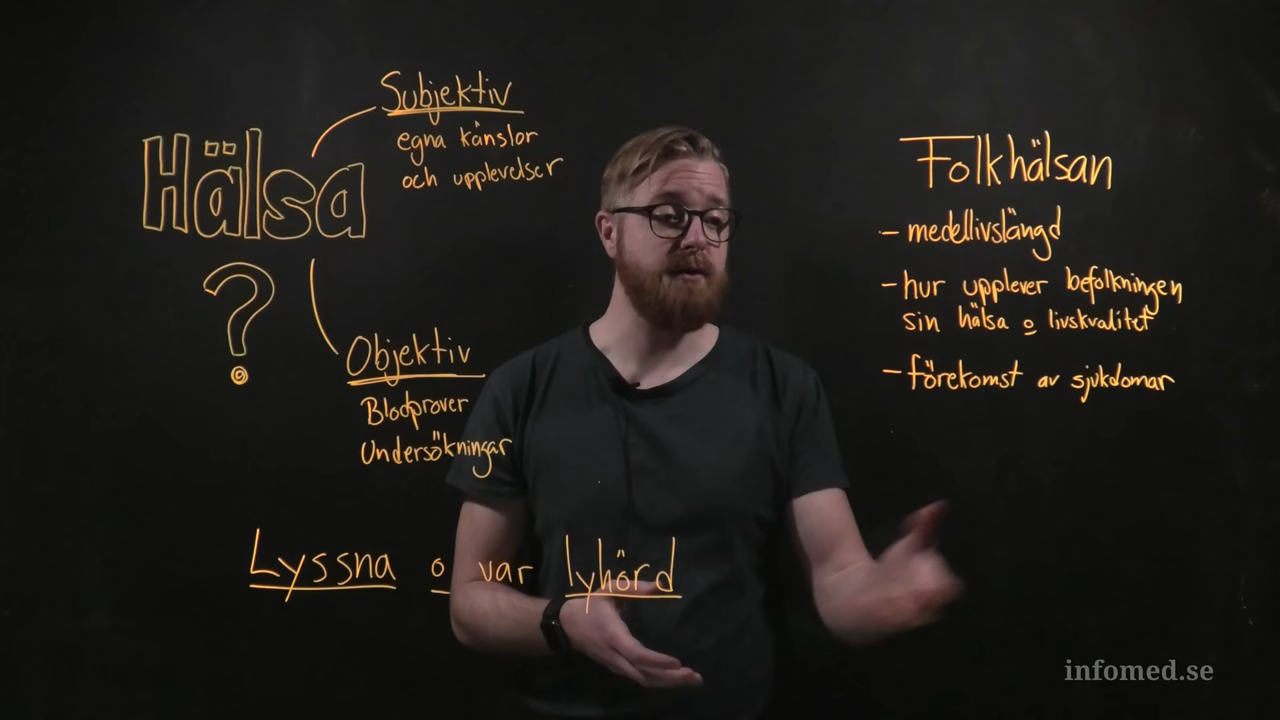 Subjektiv
egna känslor
och upplevelser
Hälsa
?
Objektiv
Blodprover
Undersökningar
Lyssna o var lyhörd
Folkhälsan
- medellivslängd
- hur upplever befolkningen
sin hälsa o livskvalitet
- förekomst av sjukdomar
infomed.se